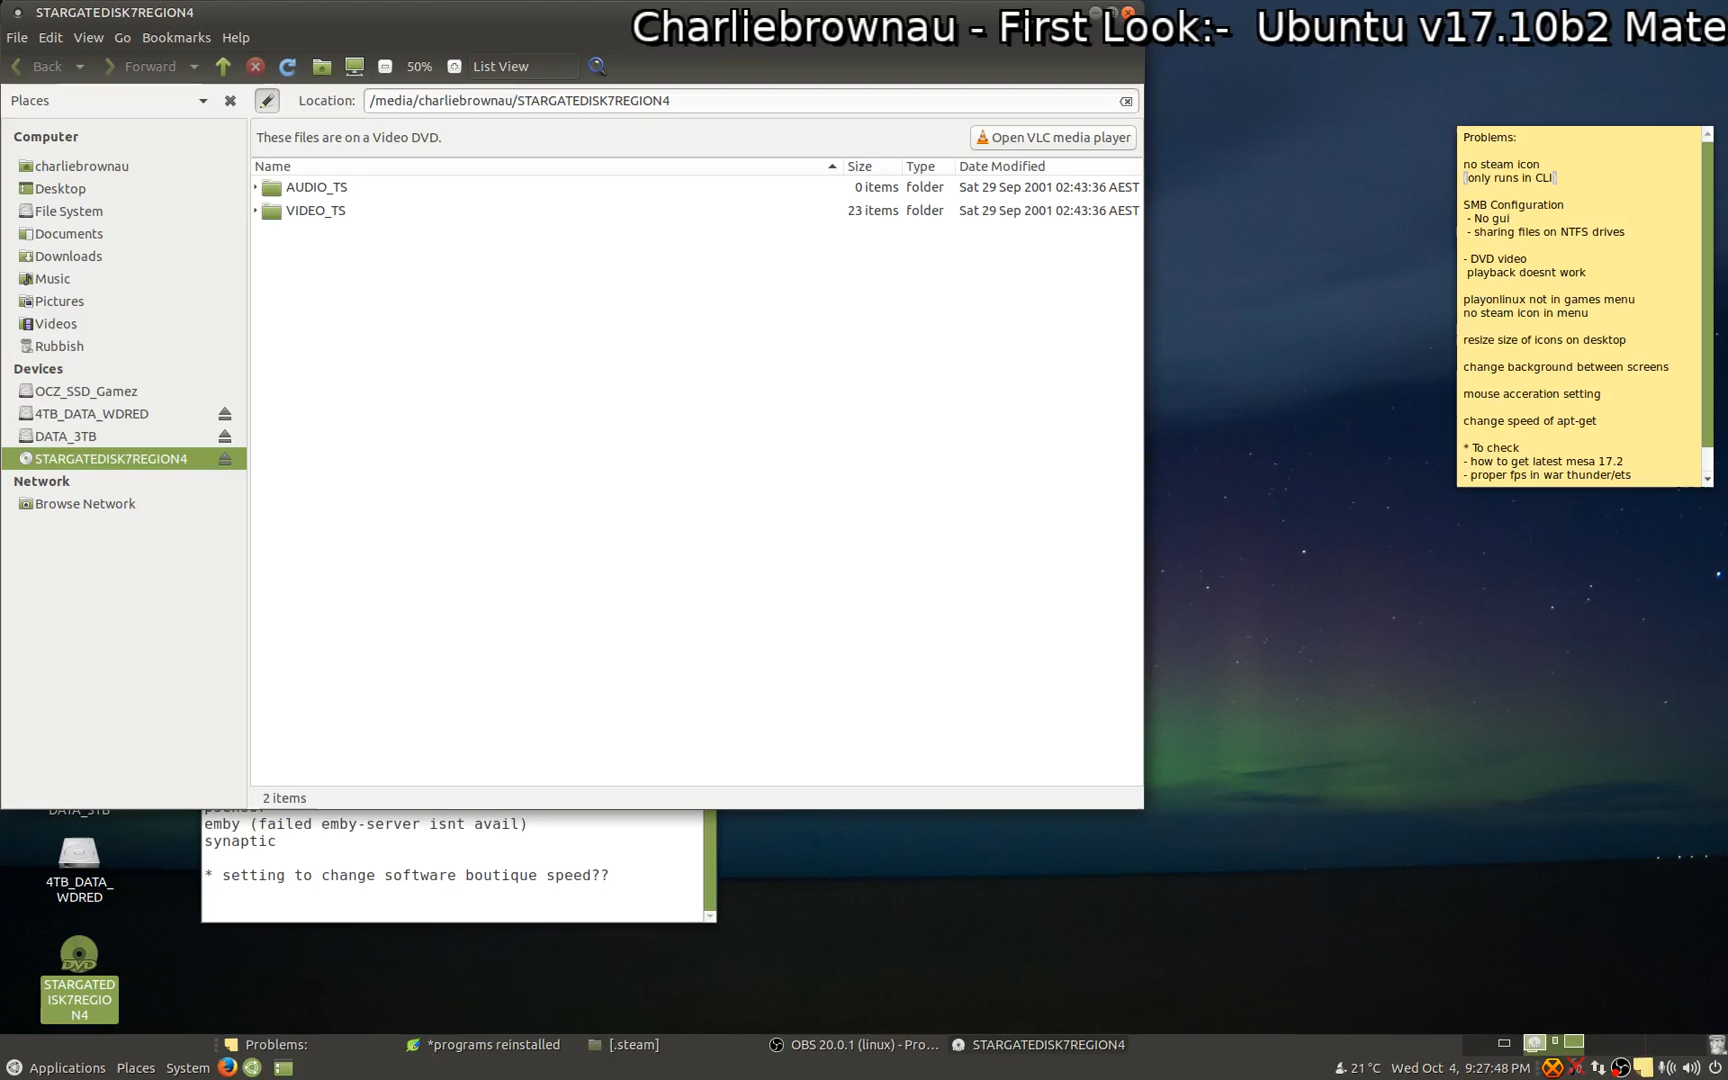 STARGATEDISK7REGION4
Charliebrownau - First Look:-  Ubuntu v17.10b2 Mate
File Edit View Go Bookmarks Help
Back Forward 50% List View
Places Location: /media/charliebrownau/STARGATEDISK7REGION4
These files are on a Video DVD. Open VLC media player
Name Size Type Date Modified
AUDIO_TS 0 items folder Sat 29 Sep 2001 02:43:36 AEST
VIDEO_TS 23 items folder Sat 29 Sep 2001 02:43:36 AEST
Computer
charliebrownau
Desktop
File System
Documents
Downloads
Music
Pictures
Videos
Rubbish
Devices
OCZ_SSD_Gamez
4TB_DATA_WDRED
DATA_3TB
STARGATEDISK7REGION4
Network
Browse Network
2 items
Problems:
no steam icon
[only runs in CLI]
SMB Configuration
- No gui
- sharing files on NTFS drives
- DVD video
playback doesnt work
playonlinux not in games menu
no steam icon in menu
resize size of icons on desktop
change background between screens
mouse acceration setting
change speed of apt-get
* To check
- how to get latest mesa 17.2
- proper fps in war thunder/ets
DATA_3TB
emby (failed emby-server isnt avail)
synaptic
* setting to change software boutique speed??
4TB_DATA_
WDRED
DVD
STARGATED
ISK7REGIO
N4
Problems: *programs reinstalled [.steam] OBS 20.0.1 (linux) - Pro... STARGATEDISK7REGION4
Applications Places System 21 °C Wed Oct 4, 9:27:48 PM